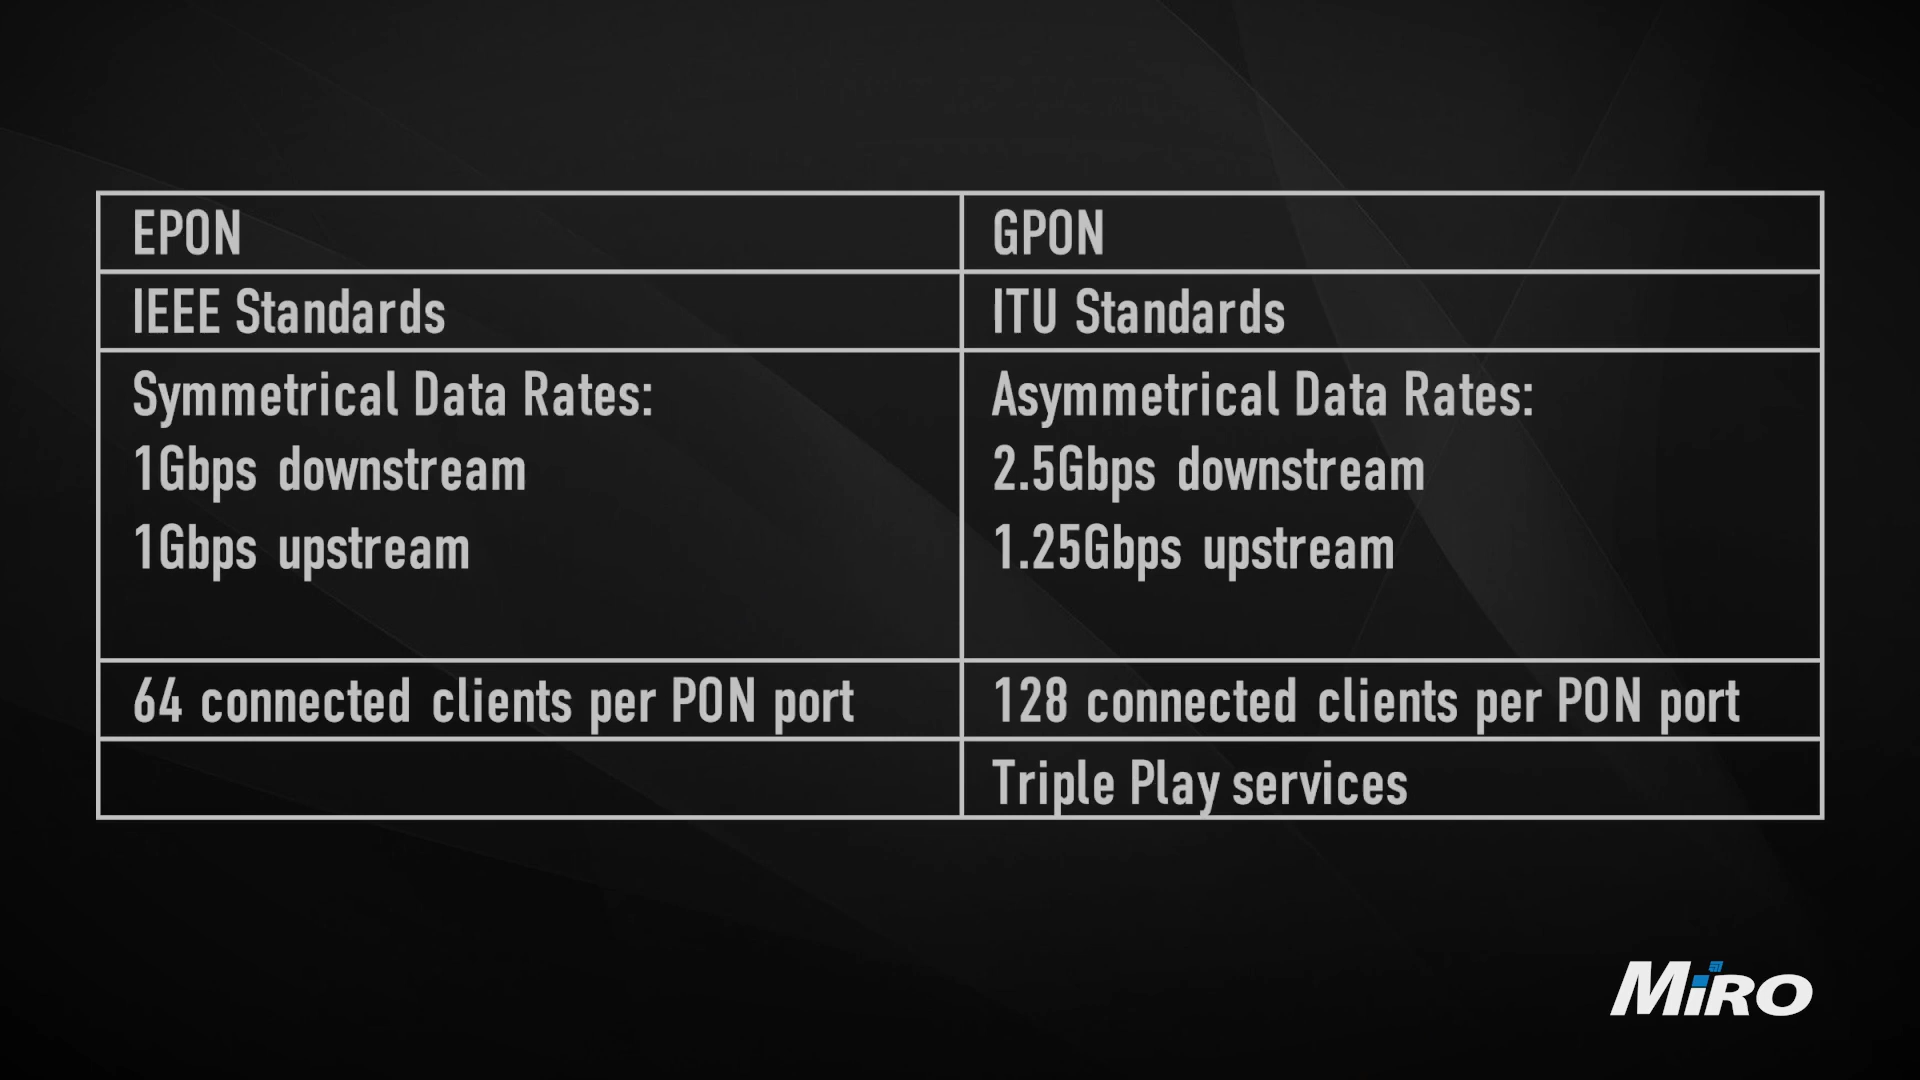 EPON
GPON
IEEE Standards
ITU Standards
Symmetrical Data Rates:
1Gbps downstream
1Gbps upstream
Asymmetrical Data Rates:
2.5Gbps downstream
1.25Gbps upstream
64 connected clients per PON port
128 connected clients per PON port
Triple Play services
MiRO